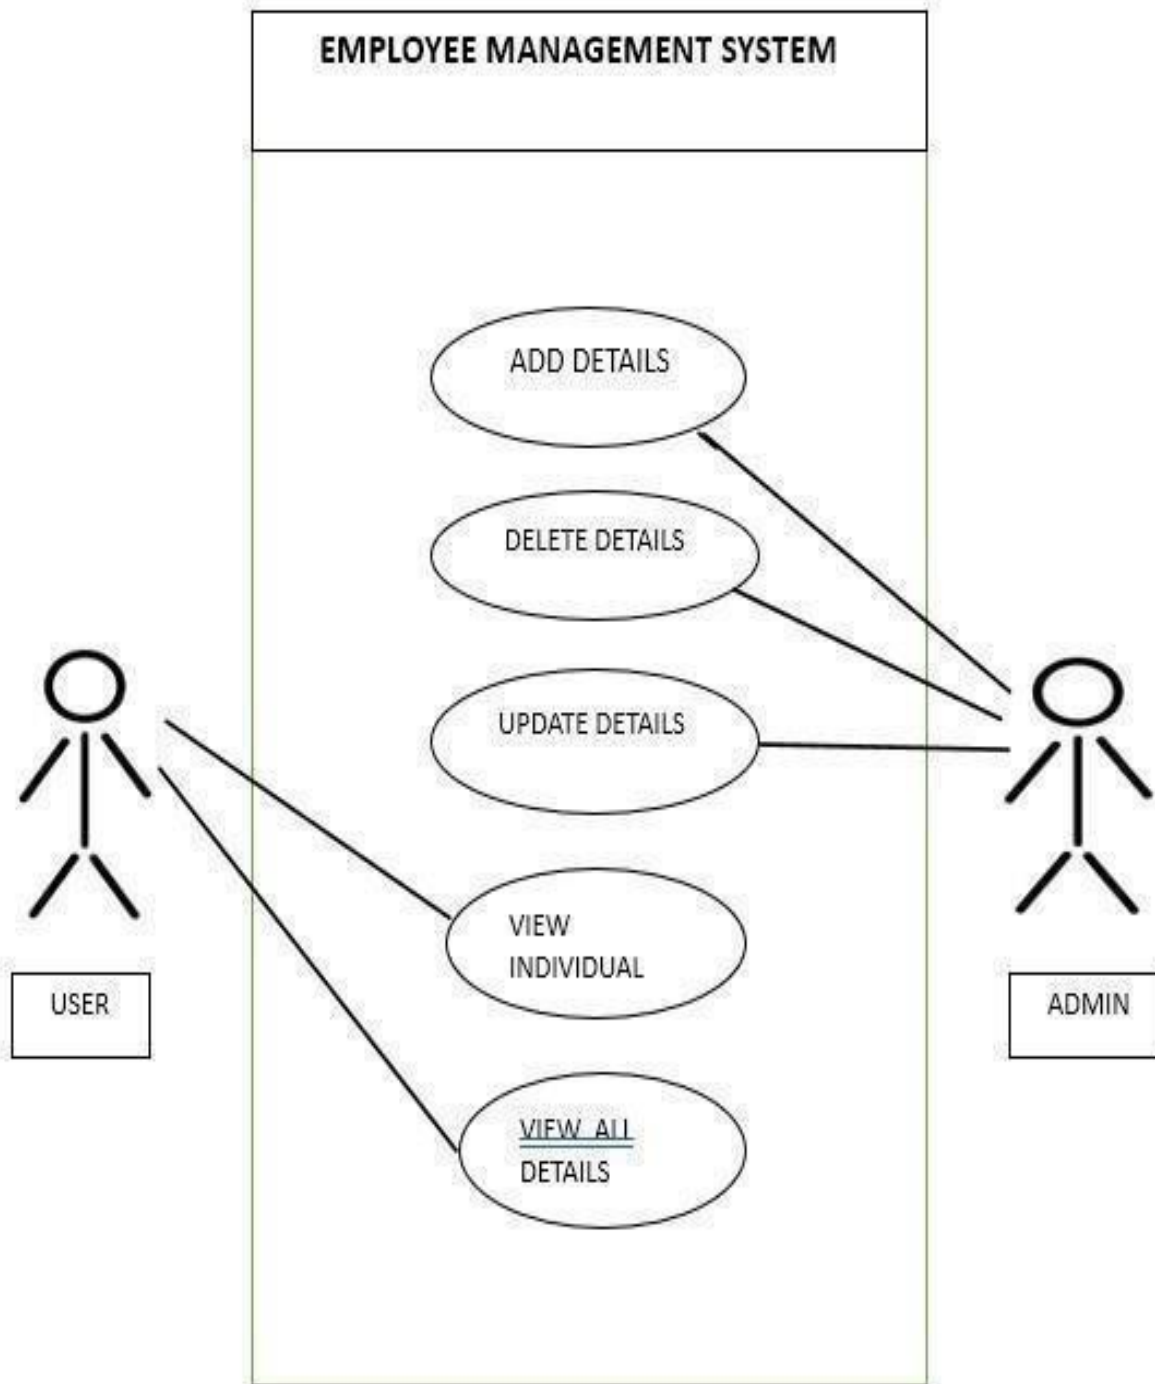 EMPLOYEE MANAGEMENT SYSTEM
ADD DETAILS
DELETE DETAILS
UPDATE DETAILS
VIEW
INDIVIDUAL
USER
ADMIN
VIEW ALL
DETAILS